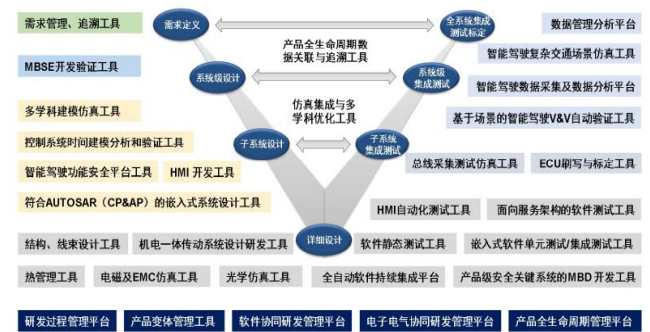 需求管理、追溯工具
需求定义
全系统集成
测试标定
数据管理分析平台
产品全生命周期数
据关联与追溯工具
智能驾驶复杂交通场景仿真工具
MBSE开发验证工具
系统级设计
系统级
集成测试
智能驾驶数据采集及数据分析平台
多学科建模仿真工具
仿真集成与多
学科优化工具
基于场景的智能驾驶V&V自动验证工具
控制系统时间建模分析和验证工具
子系统设计
子系统
集成测试
总线采集测试仿真工具
ECU刷写与标定工具
智能驾驶功能安全平台工具
HMI 开发工具
符合AUTOSAR（CP&AP）的嵌入式系统设计工具
HMI自动化测试工具
面向服务架构的软件测试工具
详细设计
结构、线束设计工具
机电一体传动系统设计研发工具
软件静态测试工具
嵌入式软件单元测试/集成测试工具
热管理工具
电磁及EMC仿真工具
光学仿真工具
全自动软件持续集成平台
产品级安全关键系统的MBD 开发工具
研发过程管理平台
产品变体管理工具
软件协同研发管理平台
电子电气协同研发管理平台
产品全生命周期管理平台